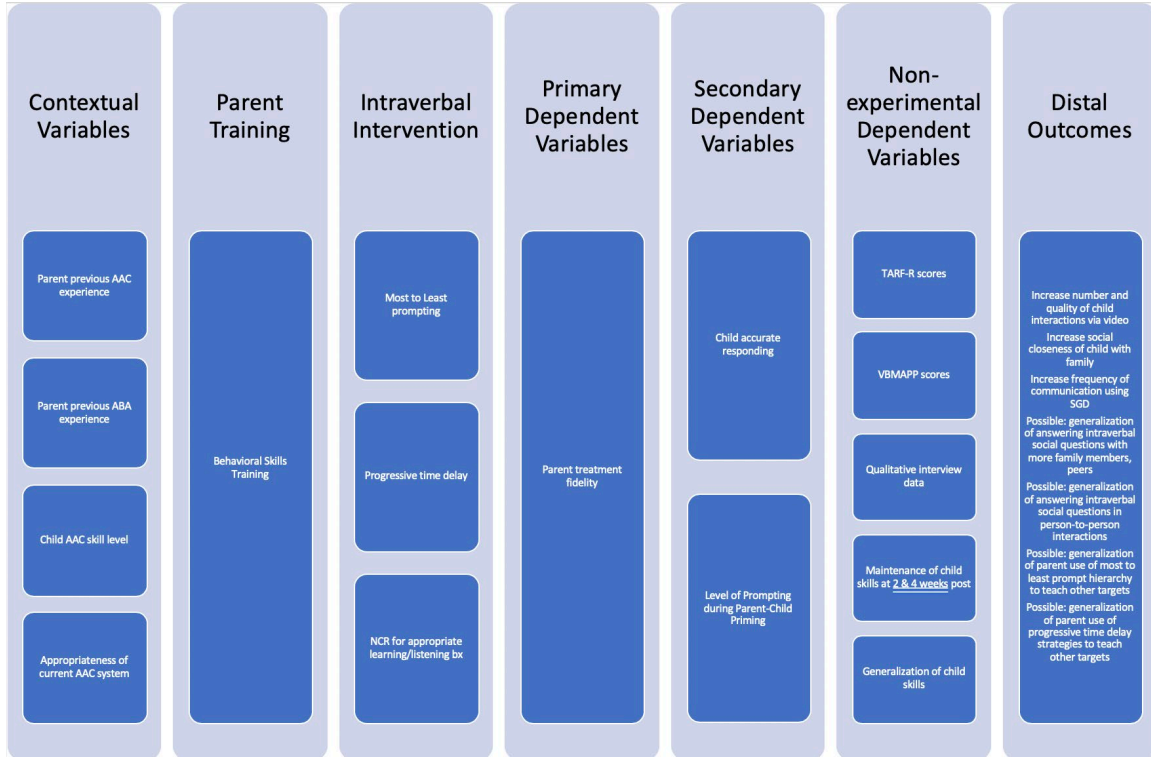 Contextual
Variables
Parent previous AAC
experience
Parent previous ABA
experience
Child AAC skill level
Appropriateness of
current AAC system
Parent
Training
Behavioral Skills
Training
Intraverbal
Intervention
Most to Least
prompting
Progressive time delay
NCR for appropriate
learning/listening bx
Primary
Dependent
Variables
Parent treatment
fidelity
Secondary
Dependent
Variables
Child accurate
responding
Level of Prompting
during Parent-Child
Priming
Non-
experimental
Dependent
Variables
TARF-R scores
VBMAPP scores
Qualitative interview
data
Maintenance of child
skills at 2 & 4 weeks post
Generalization of child
skills
Distal
Outcomes
Increase number and
quality of child
interactions via video
Increase social
closeness of child with
family
Increase frequency of
communication using
SGD
Possible: generalization
of answering intraverbal
social questions with
more family members,
peers
Possible: generalization
of answering intraverbal
social questions in
person-to-person
interactions
Possible: generalization
of parent use of most to
least prompt hierarchy
to teach other targets
Possible: generalization
of parent use of
progressive time delay
strategies to teach
other targets